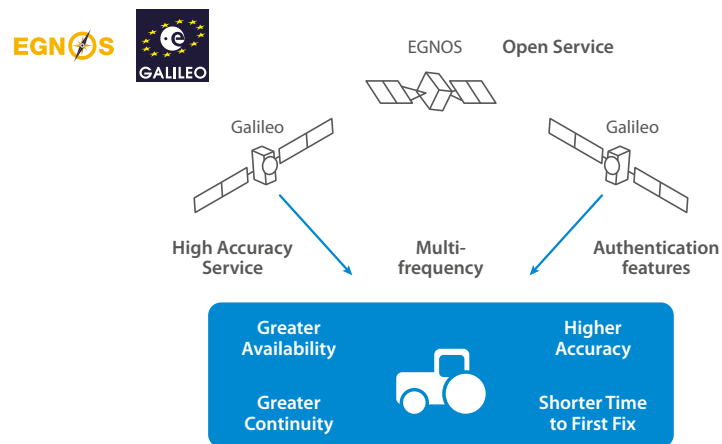 EGNOS
GALILEO
EGNOS Open Service
Galileo
Galileo
High Accuracy
Service
Multi-
frequency
Authentication
features
Greater
Availability
Higher
Accuracy
Greater
Continuity
Shorter Time
to First Fix